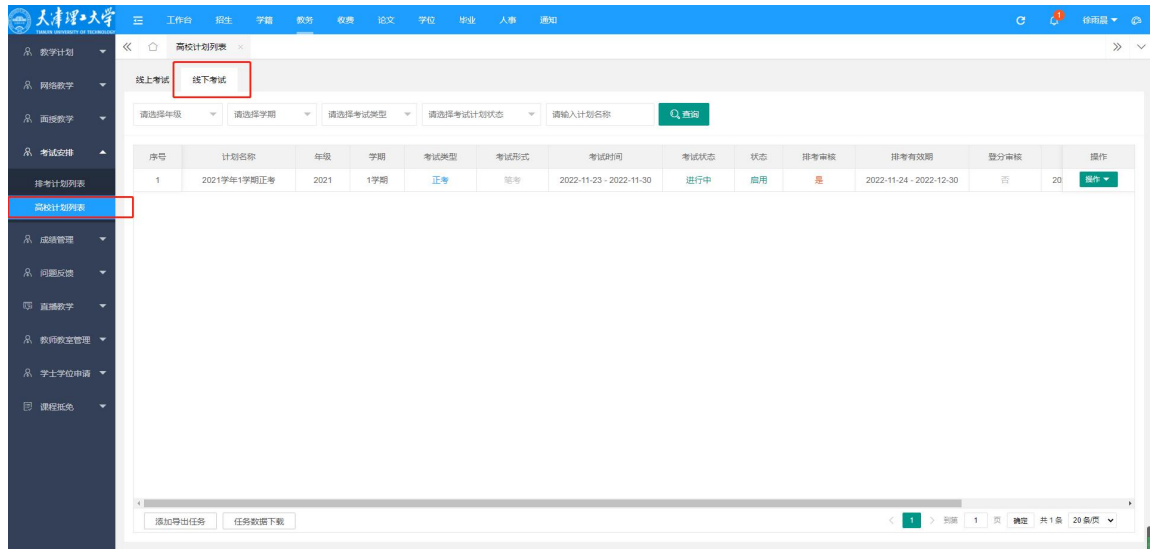 天津理工大学 工作台 招生 学籍 教务 收费 论文 学位 毕业 人事 通知 徐雨晨
TIANJIN UNIVERSITY OF TECHNOLOGY
教学计划
高校计划列表 ×
网络教学
线上考试 线下考试
面授教学
请选择年级 请选择学期 请选择考试类型 请选择考试计划状态 请输入计划名称 查询
考试安排
序号 计划名称 年级 学期 考试类型 考试形式 考试时间 考试状态 状态 排考审核 排考有效期 登分审核 操作
排考计划列表
1 2021学年1学期正考 2021 1学期 正考 笔考 2022-11-23 - 2022-11-30 进行中 启用 是 2022-11-24 - 2022-12-30 否 20 操作
高校计划列表
成绩管理
问题反馈
直播教学
教师教室管理
学士学位申请
课程抵免
添加导出任务 任务数据下载 < 1 > 到第 1 页 确定 共 1 条 20 条/页